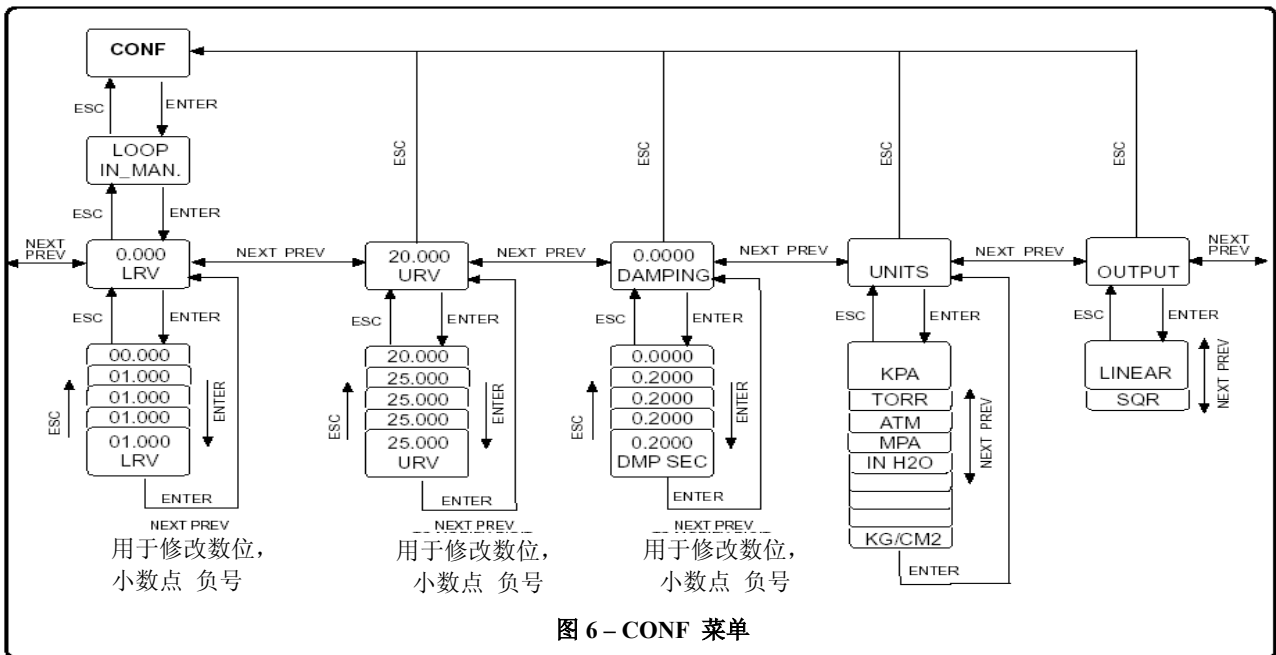 CONF
ESC
ENTER
LOOP
IN_MAN.
ESC
ENTER
NEXT
PREV
0.000
LRV
NEXT PREV
20.000
URV
NEXT PREV
0.0000
DAMPING
NEXT PREV
UNITS
NEXT PREV
OUTPUT
NEXT
PREV
ESC
ESC
ESC
ESC
ESC
ENTER
00.000
01.000
01.000
01.000
01.000
LRV
ESC
ENTER
ENTER
NEXT PREV
用于修改数位,
小数点 负号
ESC
ENTER
20.000
25.000
25.000
25.000
25.000
URV
ESC
ENTER
ENTER
NEXT PREV
用于修改数位,
小数点 负号
ESC
ENTER
0.0000
0.2000
0.2000
0.2000
0.2000
DMP SEC
ESC
ENTER
ENTER
NEXT PREV
用于修改数位,
小数点 负号
ESC
ENTER
KPA
TORR
ATM
MPA
IN H2O
KG/CM2
NEXT PREV
ENTER
ESC
ENTER
LINEAR
SQR
NEXT PREV
图 6 – CONF 菜单